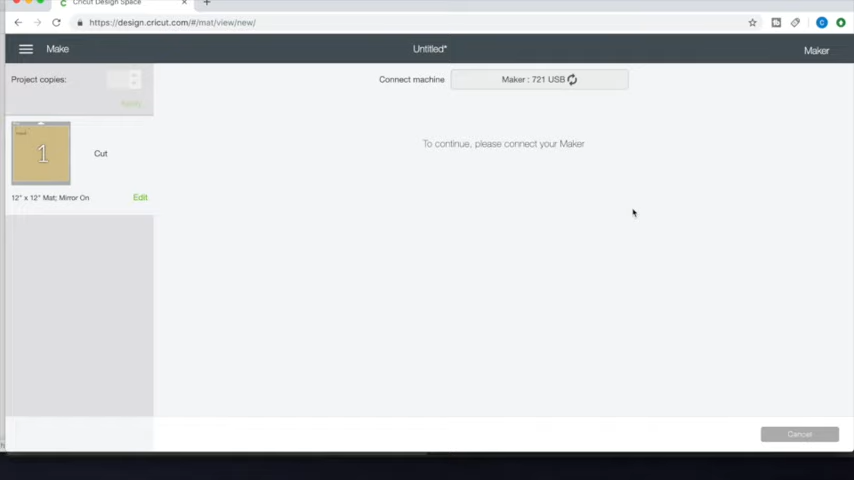 Cricut Design Space
https://design.cricut.com/#/mat/view/new/
Make
Untitled*
Maker
Project copies:
Connect machine
Maker : 721 USB
Apply
To continue, please connect your Maker
1
Cut
12" x 12" Mat; Mirror On
Edit
Cancel